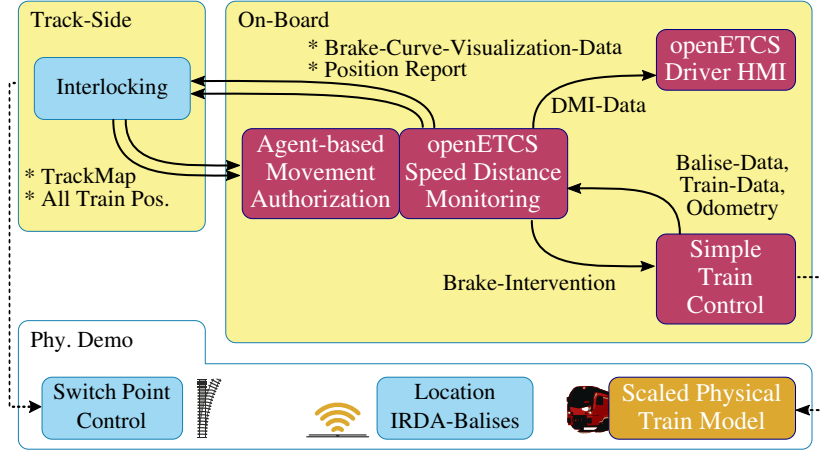 Track-Side
On-Board
Interlocking
* Brake-Curve-Visualization-Data
* Position Report
openETCS
Driver HMI
DMI-Data
Agent-based
Movement
Authorization
openETCS
Speed Distance
Monitoring
* TrackMap
* All Train Pos.
Balise-Data,
Train-Data,
Odometry
Brake-Intervention
Simple
Train
Control
Phy. Demo
Switch Point
Control
Location
IRDA-Balises
Scaled Physical
Train Model